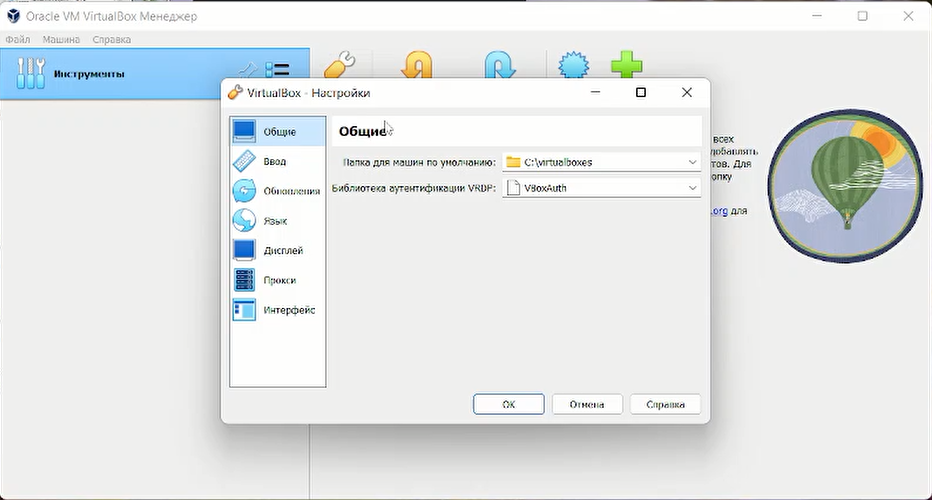 Oracle VM VirtualBox Менеджер
Файл Машина Справка
Инструменты
VirtualBox - Настройки
всех
добавлять
тов. Для
опку
.org для
Общие
Ввод
Обновления
Язык
Дисплей
Прокси
Интерфейс
Общие
Папка для машин по умолчанию: C:\virtualboxes
Библиотека аутентификации VRDP: VBoxAuth
ОК Отмена Справка